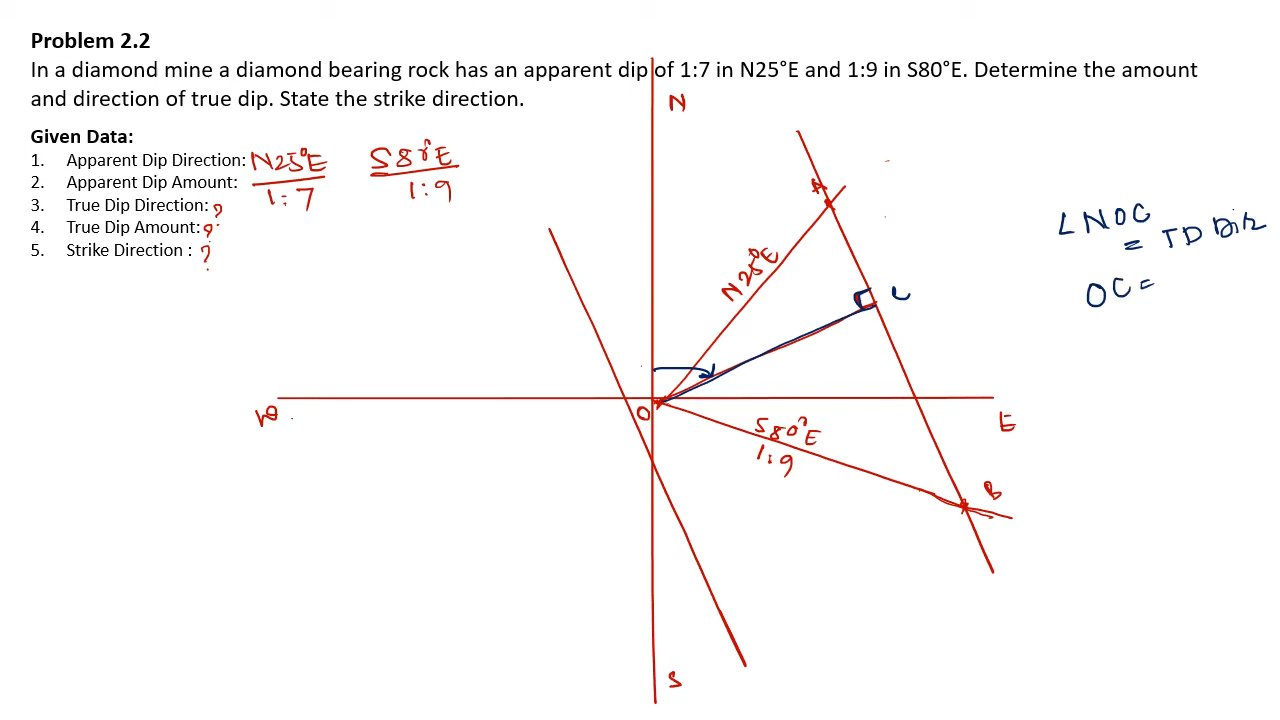 Problem 2.2
In a diamond mine a diamond bearing rock has an apparent dip of 1:7 in N25°E and 1:9 in S80°E. Determine the amount
and direction of true dip. State the strike direction.
N
Given Data:
1. Apparent Dip Direction: N25°E S80°E
2. Apparent Dip Amount: 1:7 1:9
3. True Dip Direction: ?
4. True Dip Amount: ?
5. Strike Direction : ?
A
∠NOC
= TD Dir
N25°E
C
OC=
O
E
S80°E
1:9
B
S